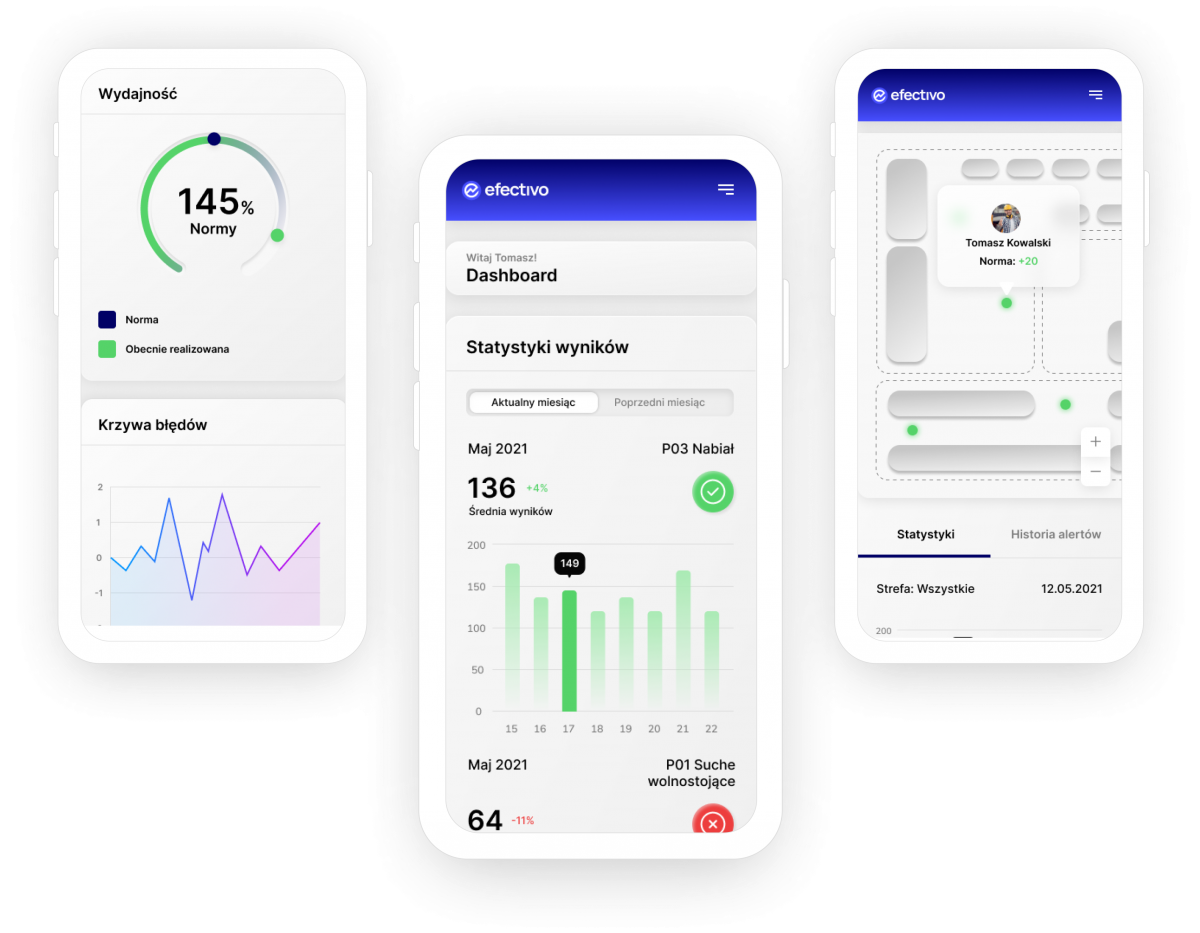 Wydajność
145%
Normy
Norma
Obecnie realizowana
Krzywa błędów
2
1
0
-1
efectivo
Witaj Tomasz!
Dashboard
Statystyki wyników
Aktualny miesiąc
Poprzedni miesiąc
Maj 2021
P03 Nabiał
136 +4%
Średnia wyników
200
149
150
100
50
0
15 16 17 18 19 20 21 22
Maj 2021
P01 Suche
wolnostojące
64 -11%
efectivo
Tomasz Kowalski
Norma: +20
+
−
Statystyki
Historia alertów
Strefa: Wszystkie
12.05.2021
200